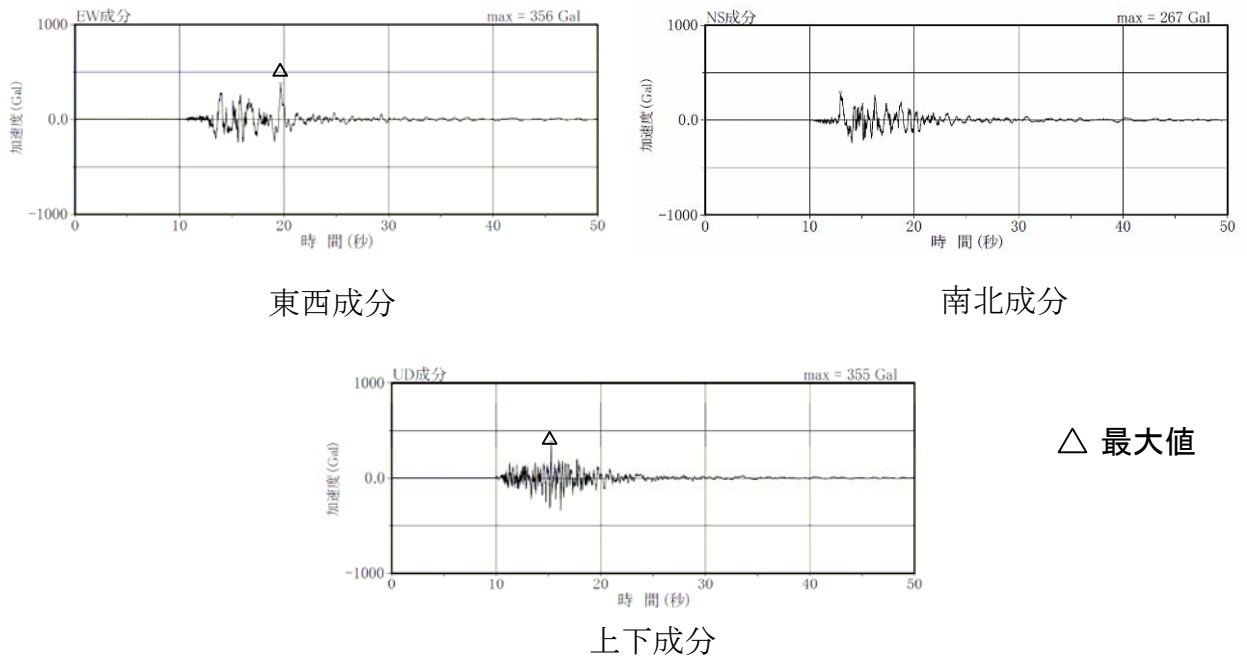 EW成分 max = 356 Gal
1000
0.0
-1000
加速度(Gal)
△
0 10 20 30 40 50
時 間(秒)
東西成分
NS成分 max = 267 Gal
1000
0.0
-1000
加速度(Gal)
0 10 20 30 40 50
時 間(秒)
南北成分
UD成分 max = 355 Gal
1000
0.0
-1000
加速度(Gal)
△
0 10 20 30 40 50
時 間(秒)
上下成分
△ 最大値